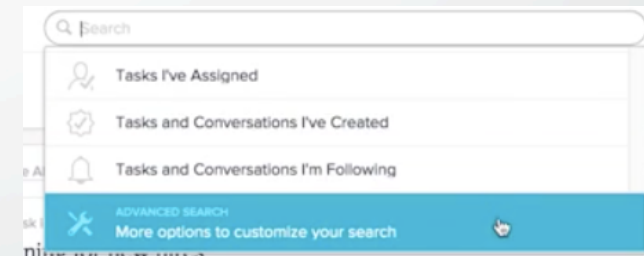 Search
Tasks I've Assigned
Tasks and Conversations I've Created
Tasks and Conversations I'm Following
ADVANCED SEARCH
More options to customize your search